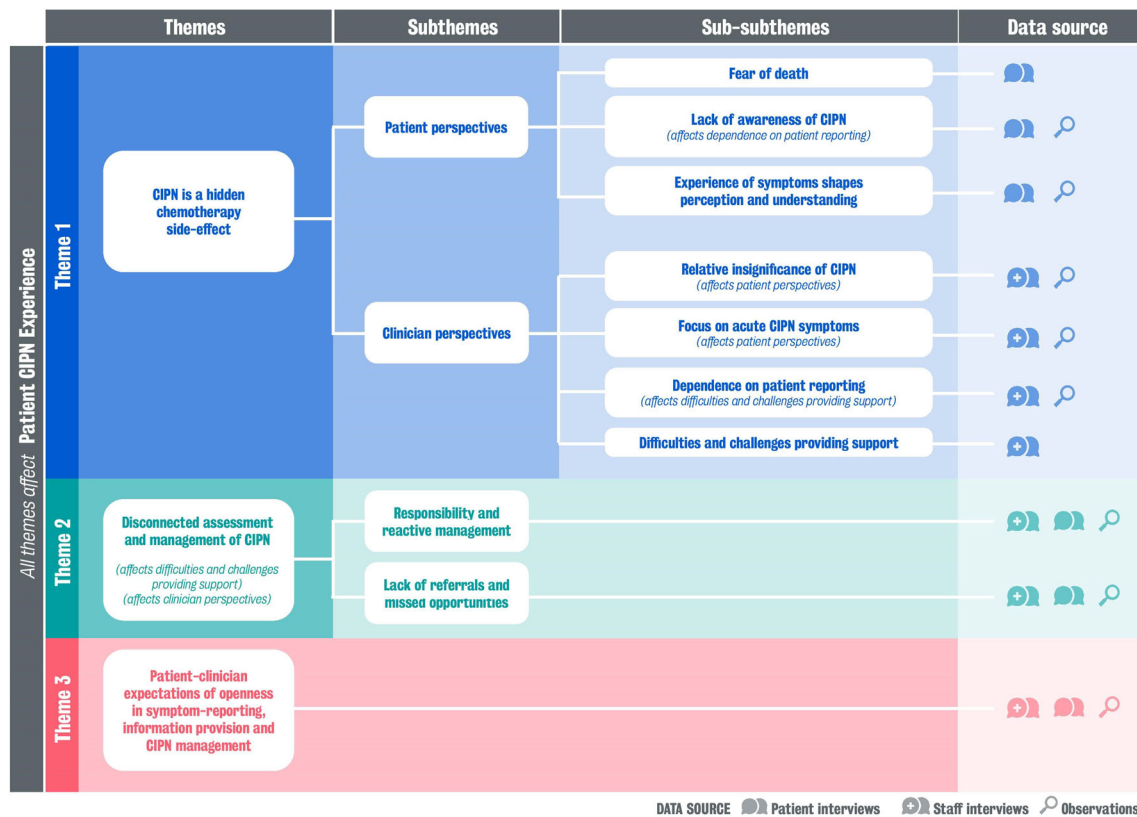 Themes
Subthemes
Sub-subthemes
Data source
All themes affect Patient CIPN Experience
Theme 1
CIPN is a hidden
chemotherapy
side-effect
Patient perspectives
Fear of death
Lack of awareness of CIPN
(affects dependence on patient reporting)
Experience of symptoms shapes
perception and understanding
Clinician perspectives
Relative insignificance of CIPN
(affects patient perspectives)
Focus on acute CIPN symptoms
(affects patient perspectives)
Dependence on patient reporting
(affects difficulties and challenges providing support)
Difficulties and challenges providing support
Theme 2
Disconnected assessment
and management of CIPN
(affects difficulties and challenges
providing support)
(affects clinician perspectives)
Responsibility and
reactive management
Lack of referrals and
missed opportunities
Theme 3
Patient-clinician
expectations of openness
in symptom-reporting,
information provision and
CIPN management
DATA SOURCE Patient interviews Staff interviews Observations